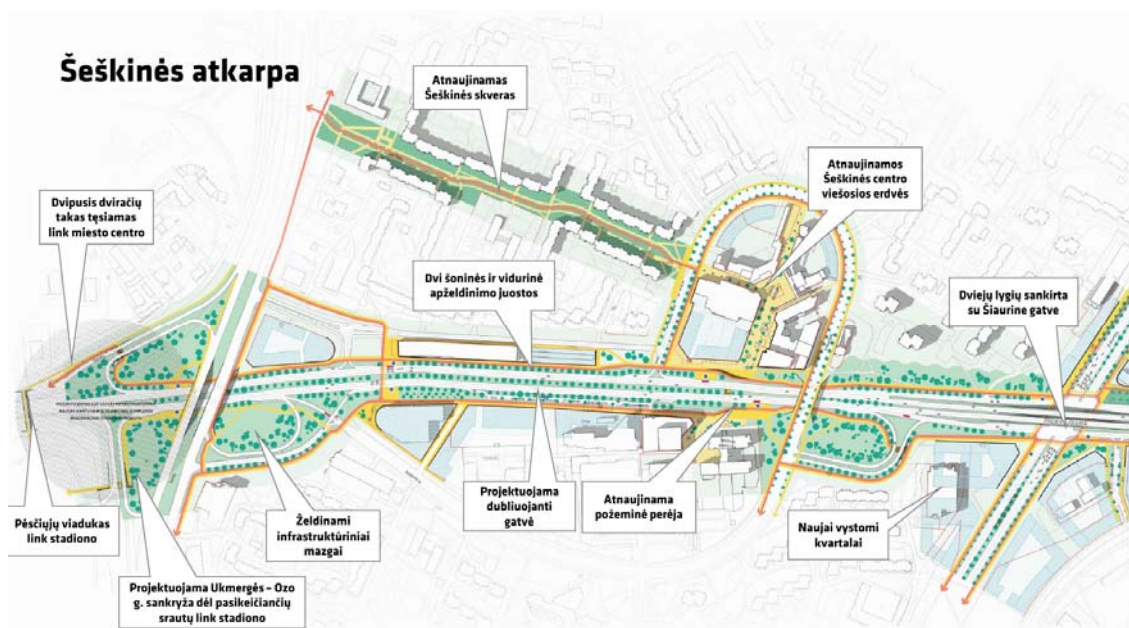 Šeškinės atkarpa
Atnaujinamas
Šeškinės skveras
Atnaujinamos
Šeškinės centro
viešosios erdvės
Dvipusis dviračių
takas tęsiamas
link miesto centro
Dvi šoninės ir vidurinė
apželdinimo juostos
Dviejų lygių sankirta
su Šiaurine gatve
Pėsčiųjų viadukas
link stadiono
Želdinami
infrastruktūriniai
mazgai
Projektuojama
dubliuojanti
gatvė
Atnaujinama
požeminė perėja
Naujai vystomi
kvartalai
Projektuojama Ukmergės – Ozo
g. sankryža dėl pasikeičiančių
srautų link stadiono